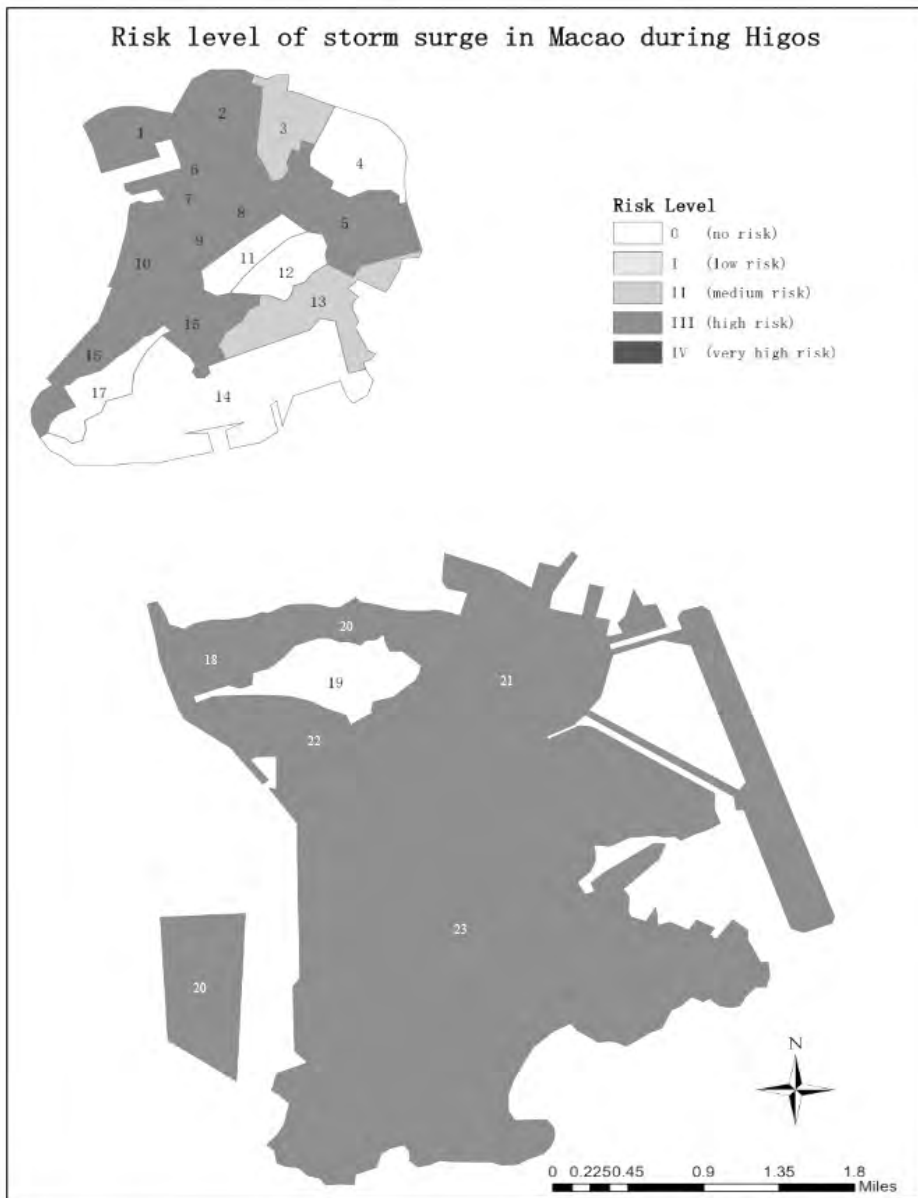 Risk level of storm surge in Macao during Higos
1
2
3
4
5
6
7
8
9
10
11
12
13
14
15
16
17
Risk Level
0 (no risk)
I (low risk)
II (medium risk)
III (high risk)
IV (very high risk)
18
19
20
21
22
23
20
N
0 0.2250.45 0.9 1.35 1.8
Miles